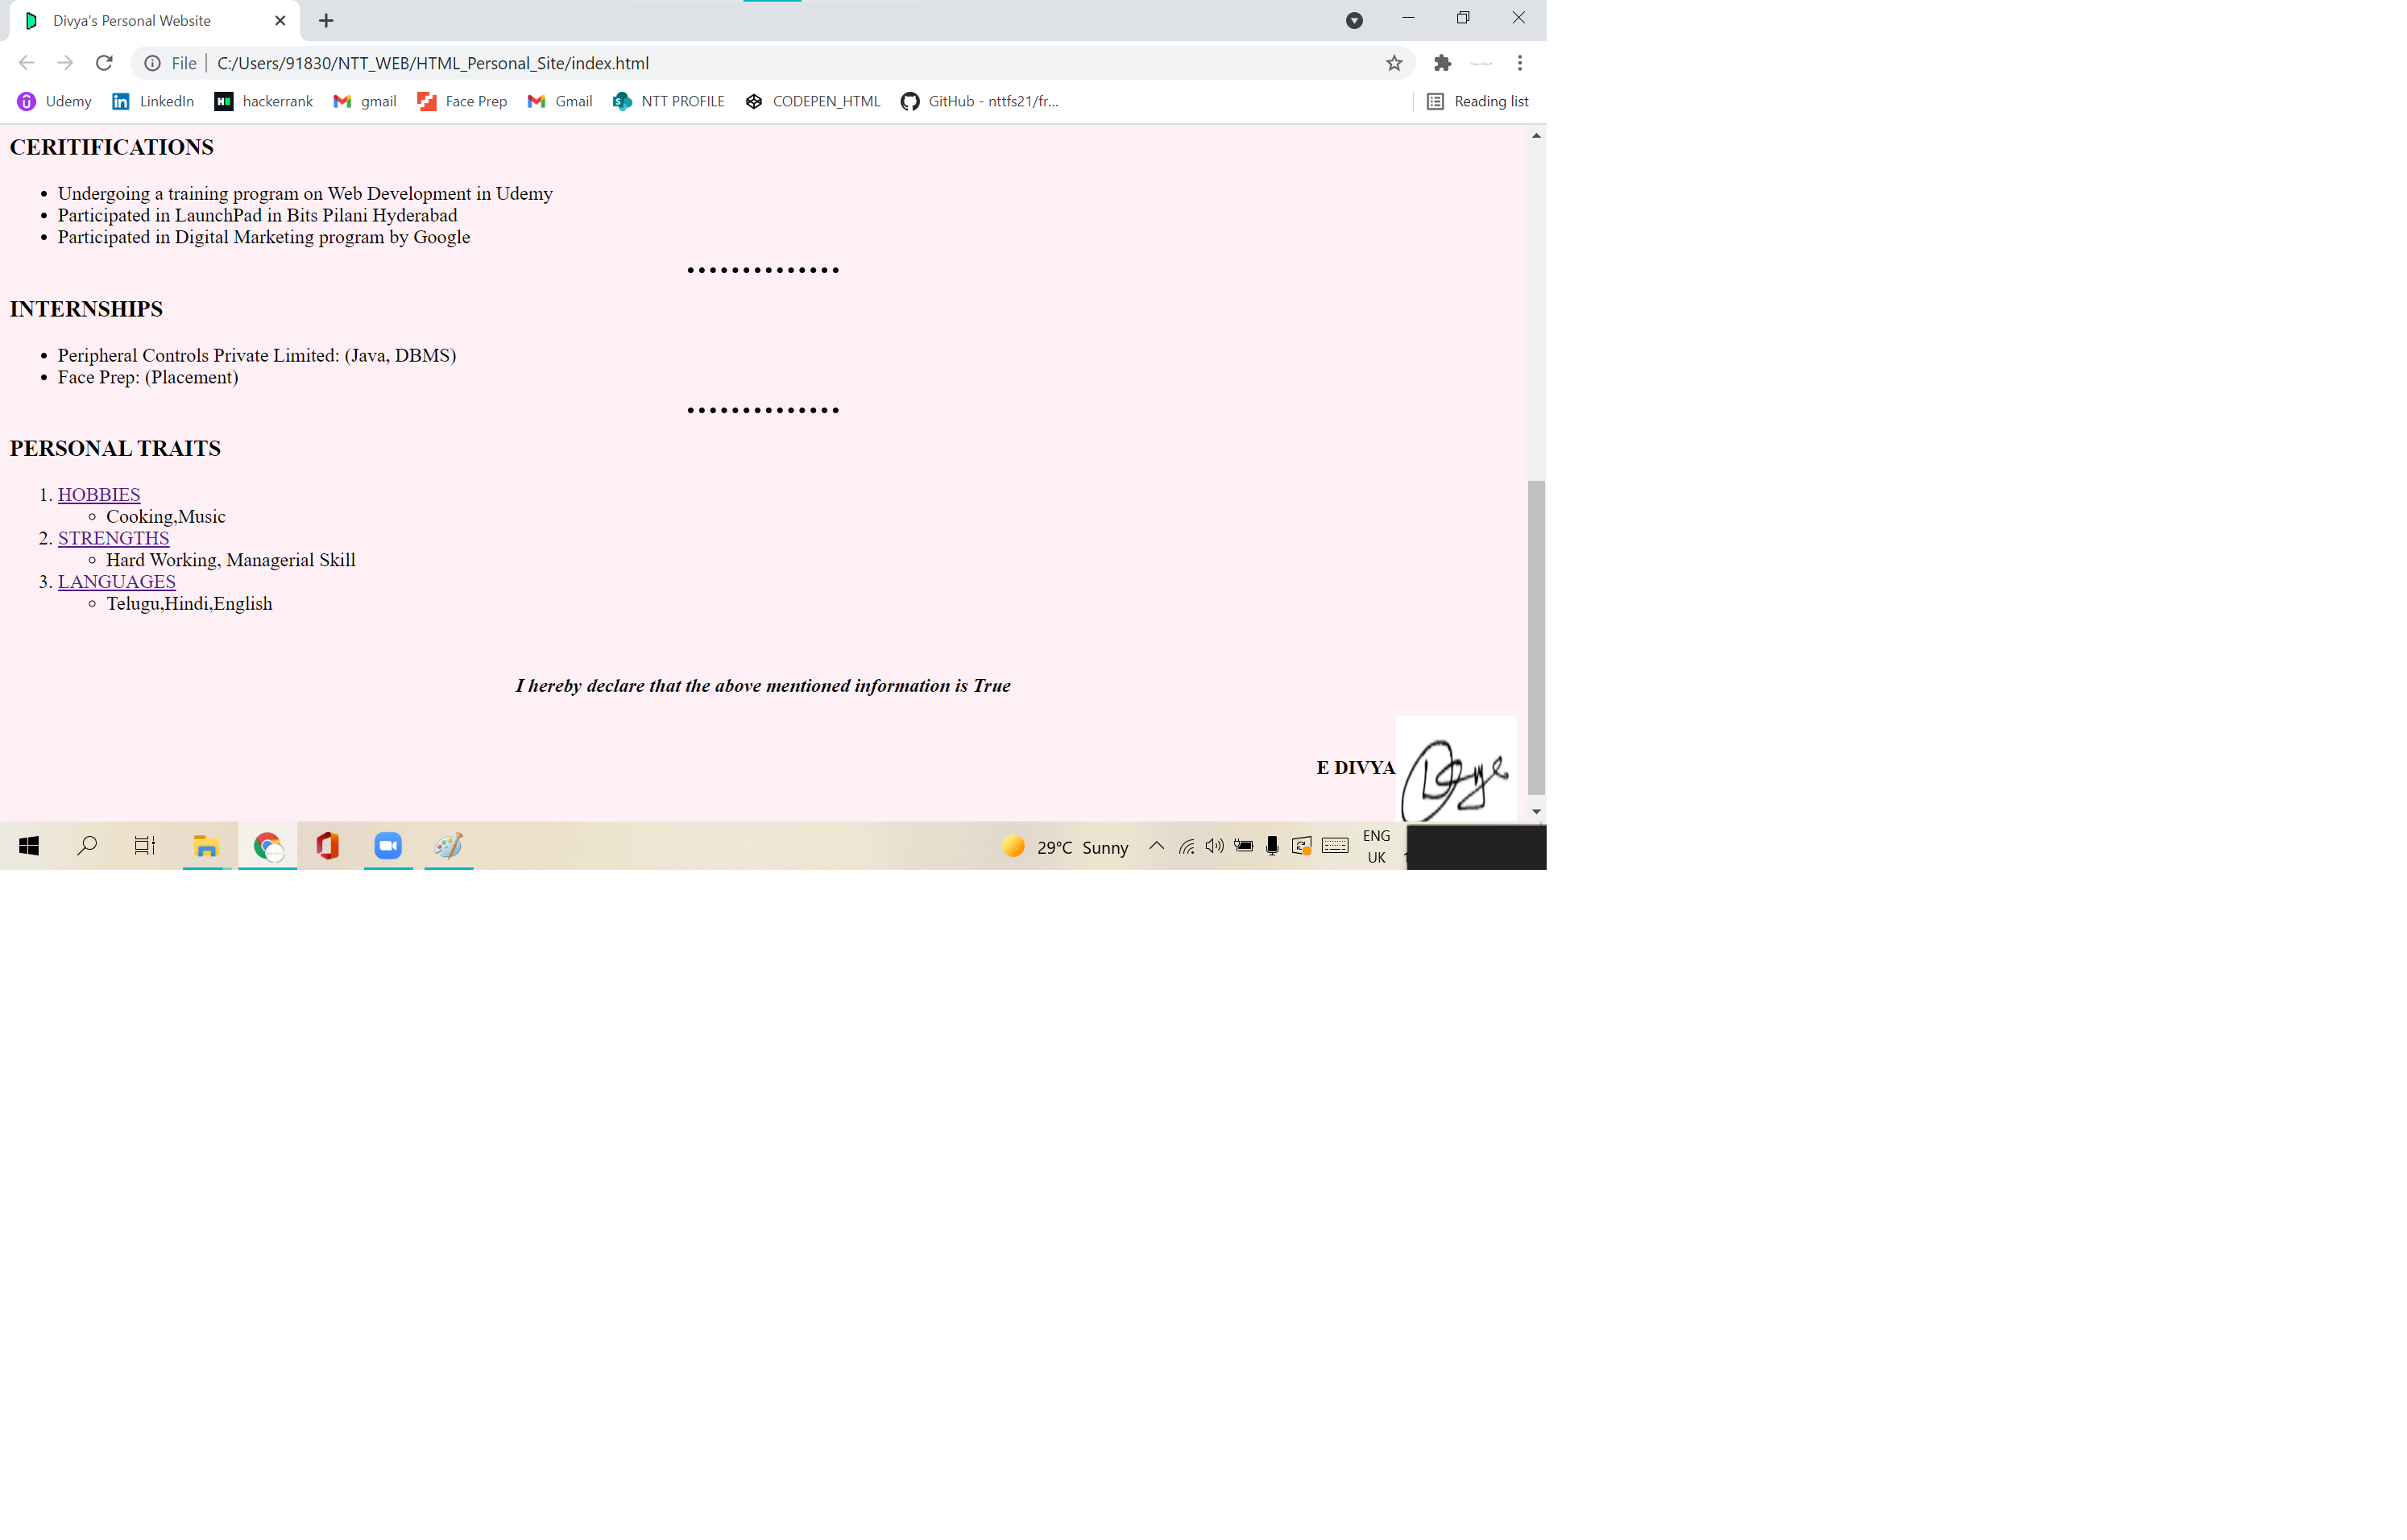 Divya's Personal Website
File C:/Users/91830/NTT_WEB/HTML_Personal_Site/index.html
Udemy LinkedIn hackerrank gmail Face Prep Gmail NTT PROFILE CODEPEN_HTML GitHub - nttfs21/fr... Reading list
CERITIFICATIONS
• Undergoing a training program on Web Development in Udemy
• Participated in LaunchPad in Bits Pilani Hyderabad
• Participated in Digital Marketing program by Google
INTERNSHIPS
• Peripheral Controls Private Limited: (Java, DBMS)
• Face Prep: (Placement)
PERSONAL TRAITS
1. HOBBIES
Cooking,Music
2. STRENGTHS
Hard Working, Managerial Skill
3. LANGUAGES
Telugu,Hindi,English
I hereby declare that the above mentioned information is True
E DIVYA
29°C Sunny
ENG
UK